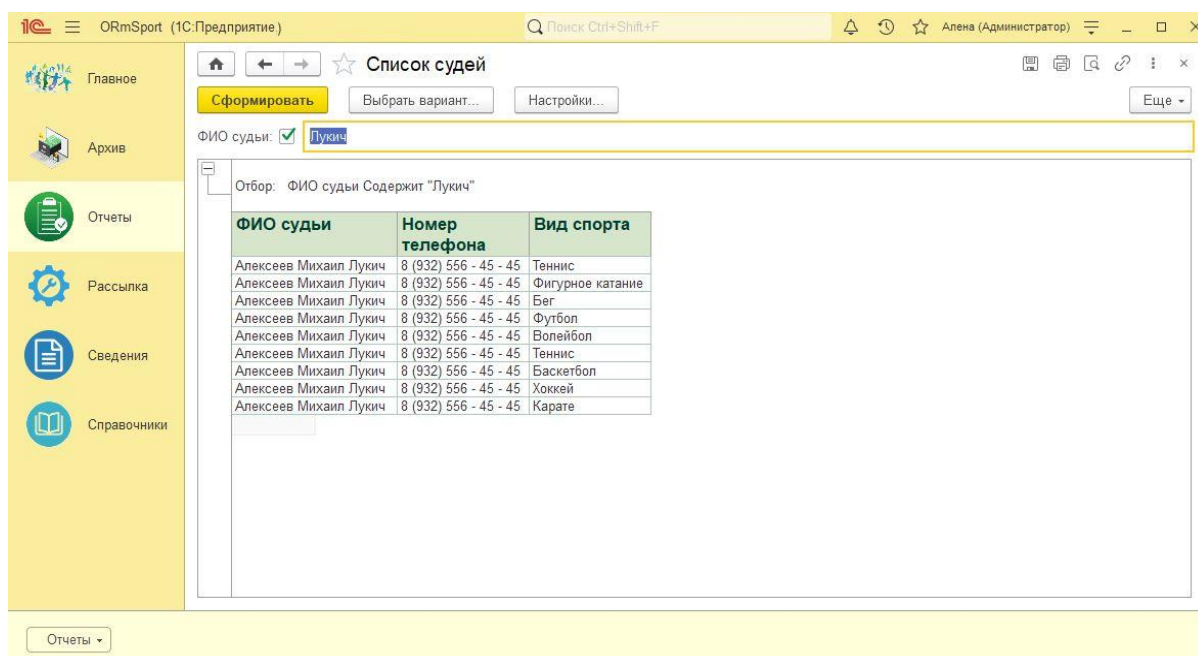 1С ORmSport (1С:Предприятие) Поиск Ctrl+Shift+F Алена (Администратор)
Главное
Архив
Отчеты
Рассылка
Сведения
Справочники
Список судей
Сформировать Выбрать вариант... Настройки... Еще
ФИО судьи: Лукич
Отбор: ФИО судьи Содержит "Лукич"
ФИО судьи Номер телефона Вид спорта
Алексеев Михаил Лукич 8 (932) 556 - 45 - 45 Теннис
Алексеев Михаил Лукич 8 (932) 556 - 45 - 45 Фигурное катание
Алексеев Михаил Лукич 8 (932) 556 - 45 - 45 Бег
Алексеев Михаил Лукич 8 (932) 556 - 45 - 45 Футбол
Алексеев Михаил Лукич 8 (932) 556 - 45 - 45 Волейбол
Алексеев Михаил Лукич 8 (932) 556 - 45 - 45 Теннис
Алексеев Михаил Лукич 8 (932) 556 - 45 - 45 Баскетбол
Алексеев Михаил Лукич 8 (932) 556 - 45 - 45 Хоккей
Алексеев Михаил Лукич 8 (932) 556 - 45 - 45 Карате
Отчеты